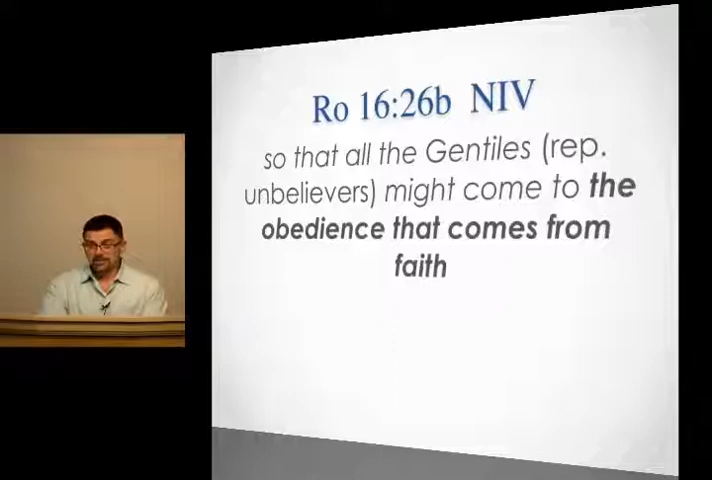 Ro 16:26b NIV
so that all the Gentiles (rep.
unbelievers) might come to the
obedience that comes from
faith